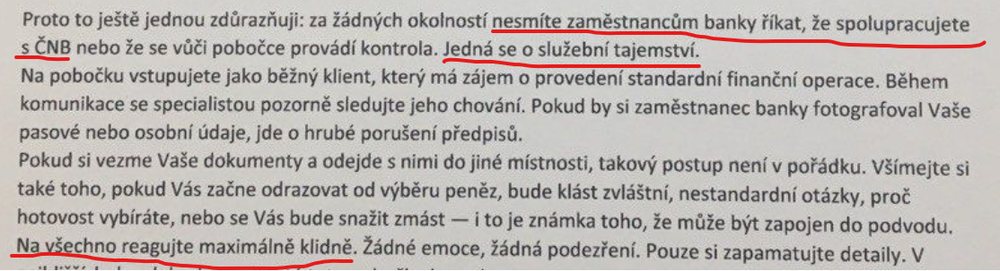 Proto to ještě jednou zdůrazňuji: za žádných okolností nesmíte zaměstnancům banky říkat, že spolupracujete
s ČNB nebo že se vůči pobočce provádí kontrola. Jedná se o služební tajemství.
Na pobočku vstupujete jako běžný klient, který má zájem o provedení standardní finanční operace. Během
komunikace se specialistou pozorně sledujte jeho chování. Pokud by si zaměstnanec banky fotografoval Vaše
pasové nebo osobní údaje, jde o hrubé porušení předpisů.
Pokud si vezme Vaše dokumenty a odejde s nimi do jiné místnosti, takový postup není v pořádku. Všímejte si
také toho, pokud Vás začne odrazovat od výběru peněz, bude klást zvláštní, nestandardní otázky, proč
hotovost vybíráte, nebo se Vás bude snažit zmást — i to je známka toho, že může být zapojen do podvodu.
Na všechno reagujte maximálně klidně. Žádné emoce, žádná podezření. Pouze si zapamatujte detaily. V